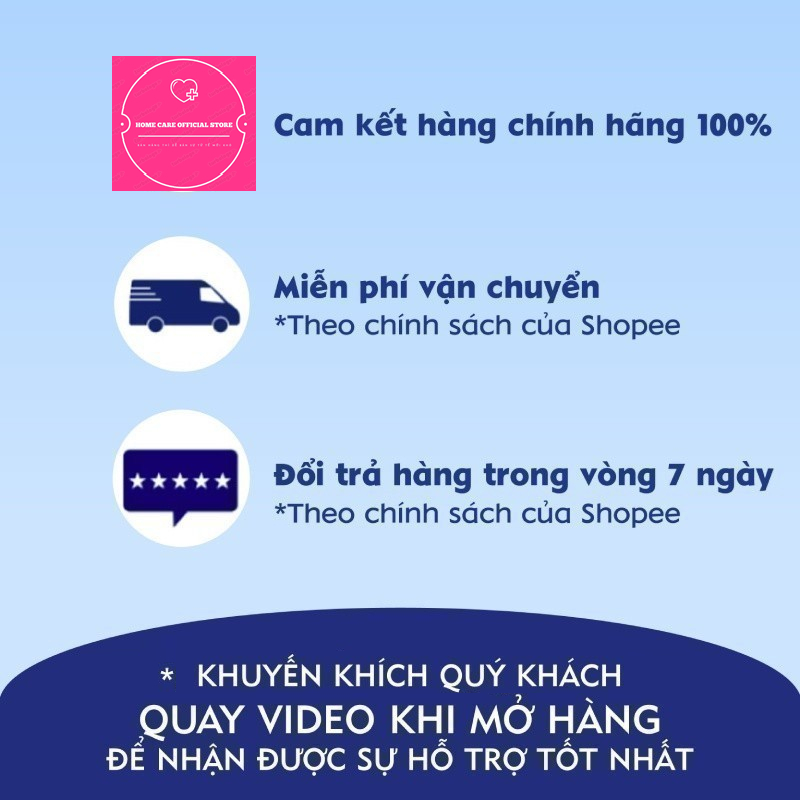 HOME CARE OFFICIAL STORE
Cam kết hàng chính hãng 100%
Miễn phí vận chuyển
*Theo chính sách của Shopee
Đổi trả hàng trong vòng 7 ngày
*Theo chính sách của Shopee
* KHUYẾN KHÍCH QUÝ KHÁCH
QUAY VIDEO KHI MỞ HÀNG
ĐỂ NHẬN ĐƯỢC SỰ HỖ TRỢ TỐT NHẤT